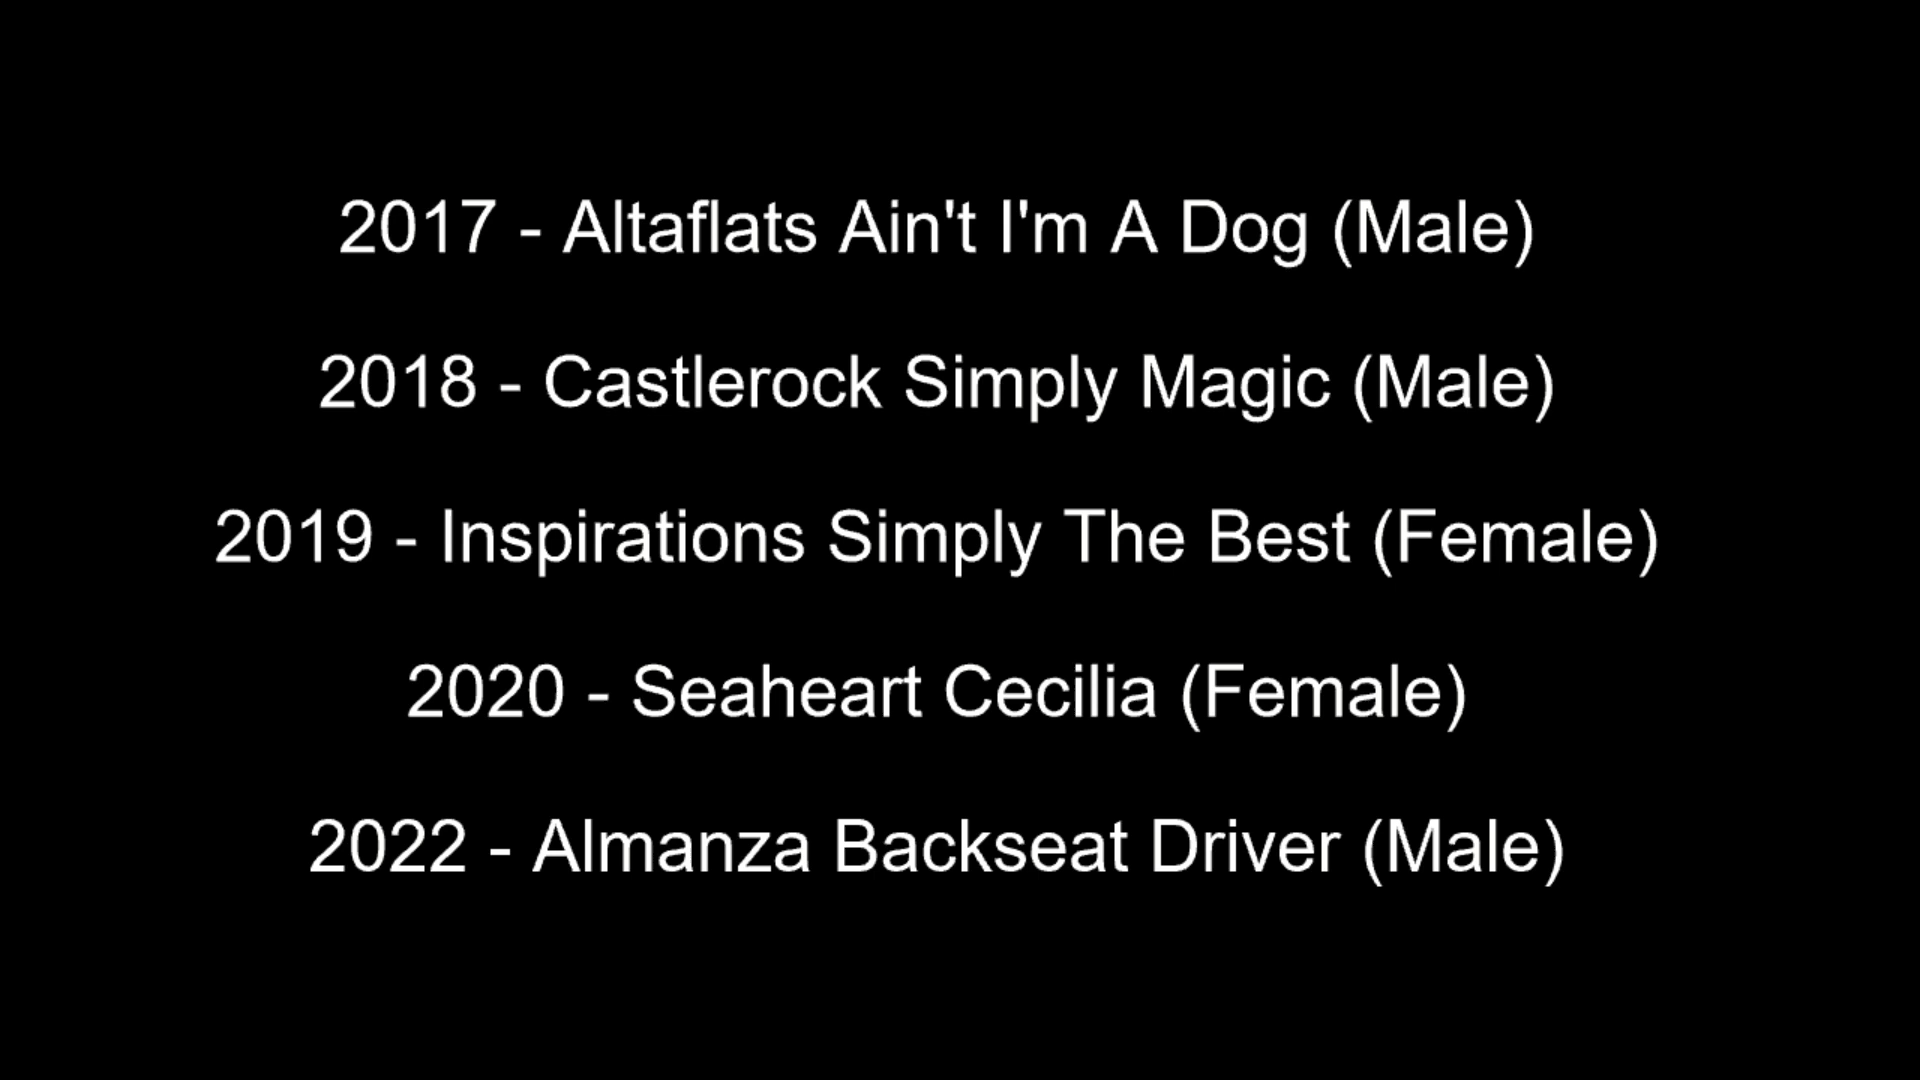 2017 - Altaflats Ain't I'm A Dog (Male)
2018 - Castlerock Simply Magic (Male)
2019 - Inspirations Simply The Best (Female)
2020 - Seaheart Cecilia (Female)
2022 - Almanza Backseat Driver (Male)